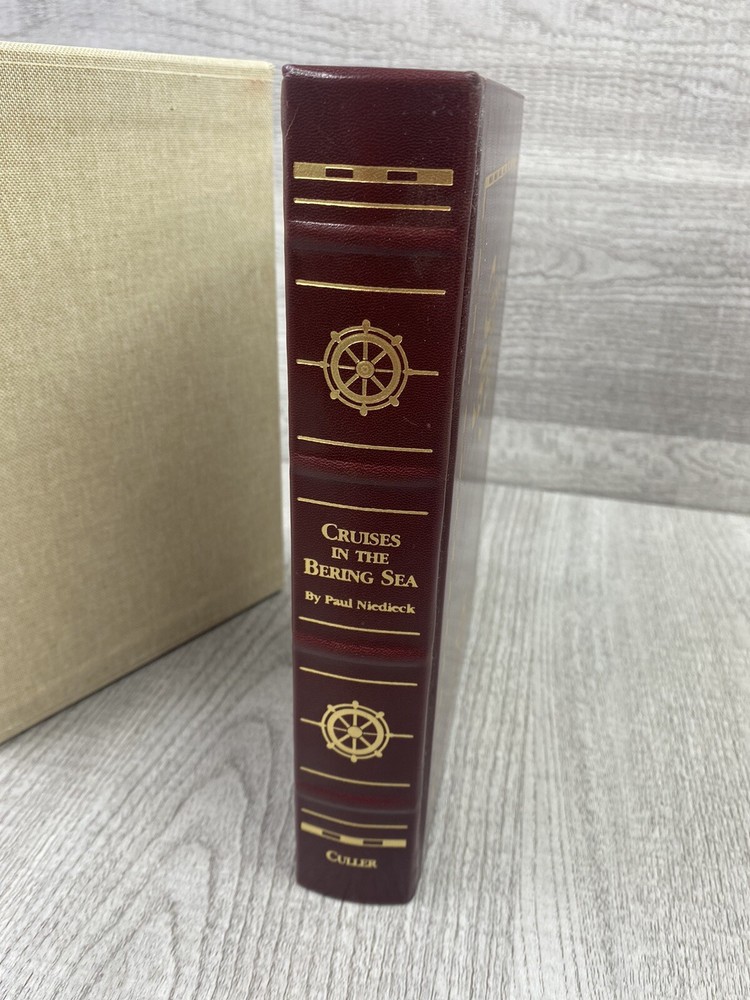 CRUISES
IN THE
BERING SEA
By Paul Niedieck
CULLER